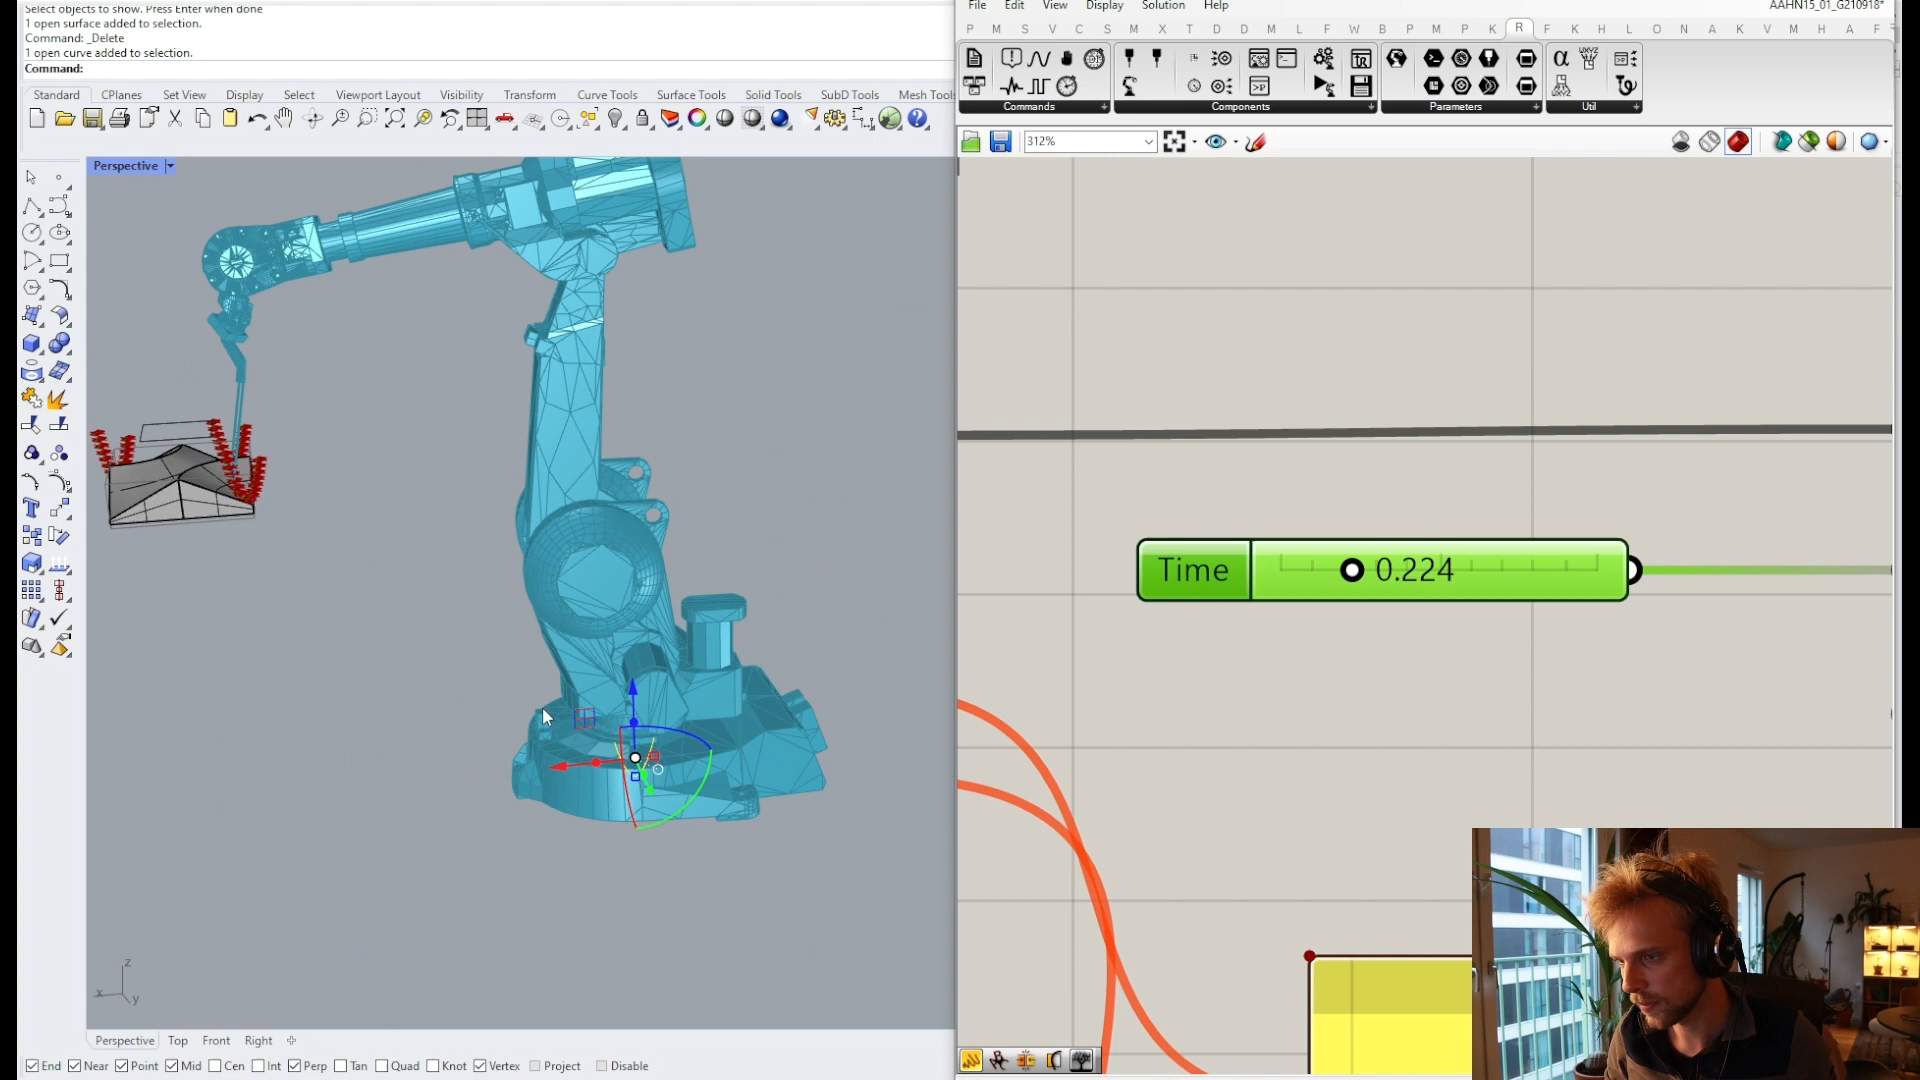 Select objects to show. Press Enter when done
1 open surface added to selection.
Command: _Delete
1 open curve added to selection.
Command:
Standard CPlanes Set View Display Select Viewport Layout Visibility Transform Curve Tools Surface Tools Solid Tools SubD Tools Mesh Tools
Perspective
z
x
y
Perspective Top Front Right
End Near Point Mid Cen Int Perp Tan Quad Knot Vertex Project Disable
File Edit View Display Solution Help
AAHN15_01_G210918*
P M S V C S M X T D D M L F W B P M P K R F K H L O N A K V M H A F
Commands Components Parameters Util
312%
Time 0.224